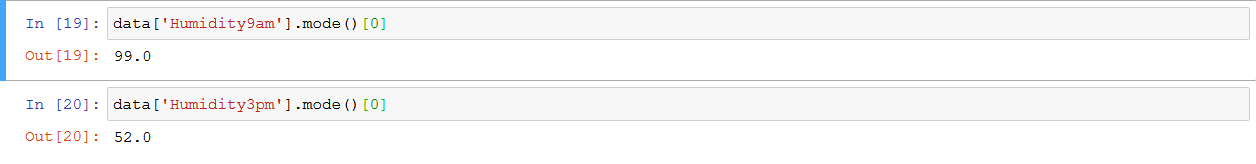 In [19]: data['Humidity9am'].mode()[0]
Out[19]: 99.0
In [20]: data['Humidity3pm'].mode()[0]
Out[20]: 52.0